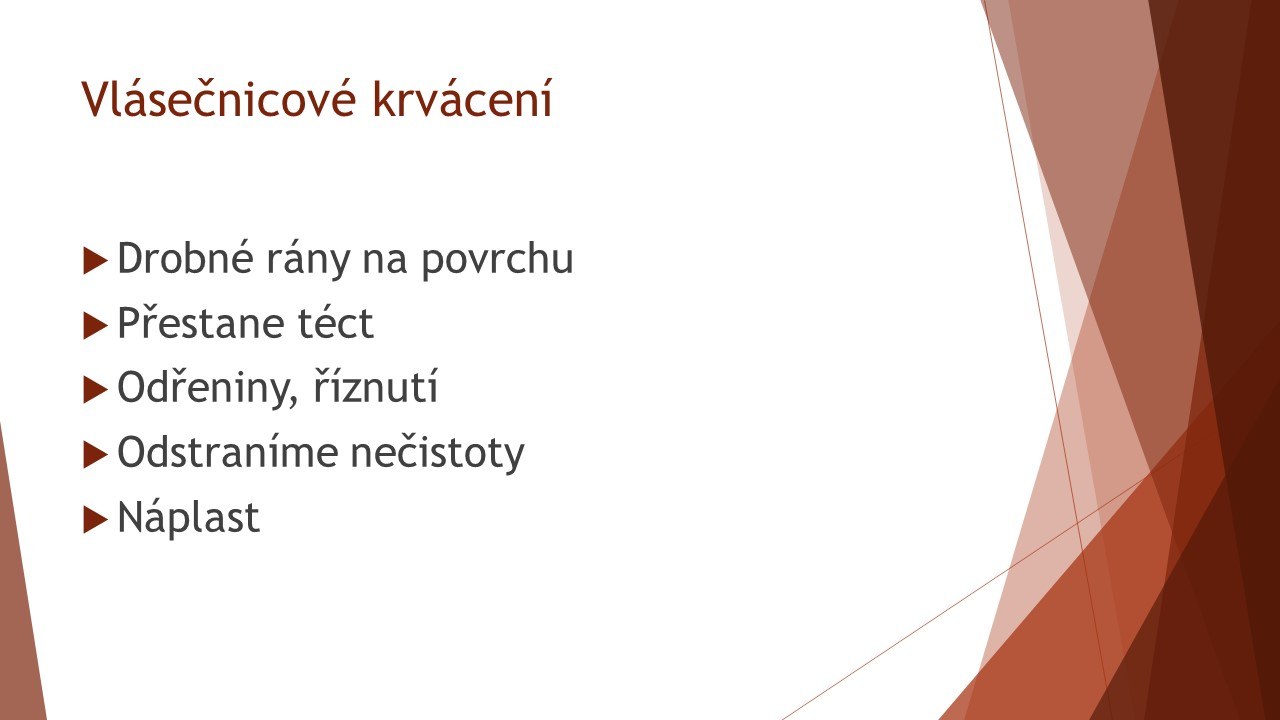 Vlásečnicové krvácení
Drobné rány na povrchu
Přestane téct
Odřeniny, říznutí
Odstraníme nečistoty
Náplast